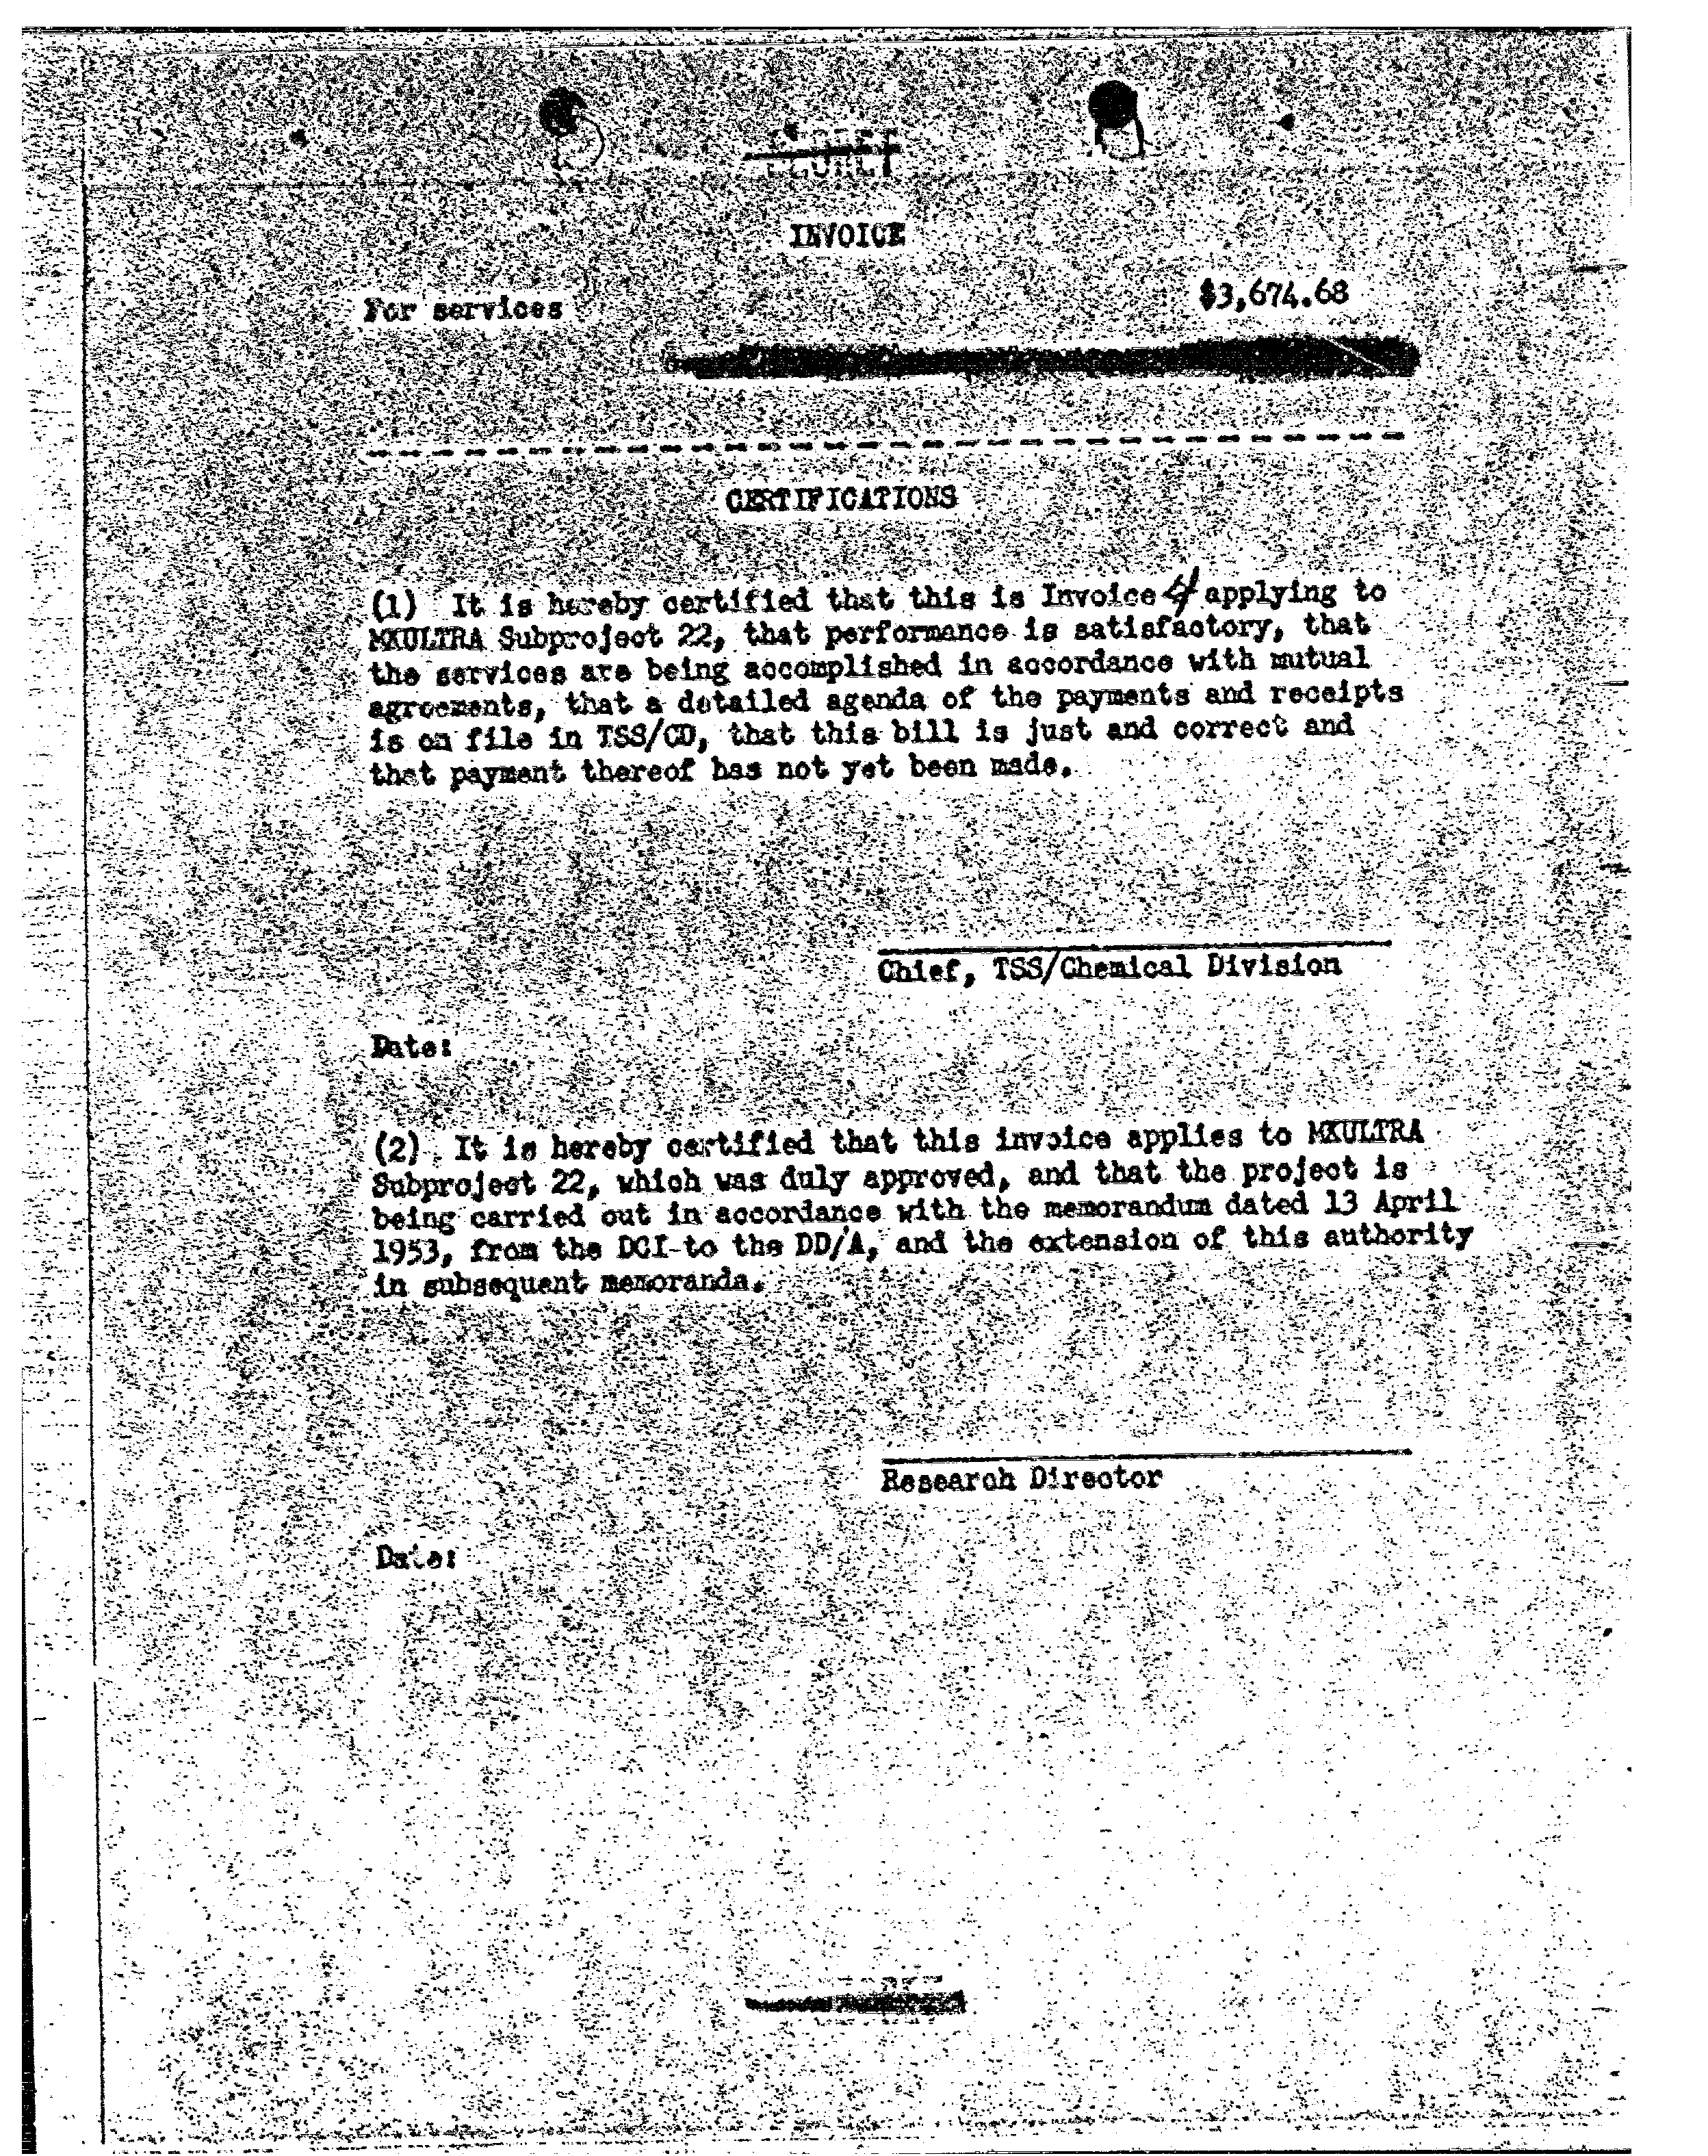 SECRET
INVOICE
For services $3,674.68
CERTIFICATIONS
(1) It is hereby certified that this is Invoice 4 applying to
MKULTRA Subproject 22, that performance is satisfactory, that
the services are being accomplished in accordance with mutual
agreements, that a detailed agenda of the payments and receipts
is on file in TSS/CD, that this bill is just and correct and
that payment thereof has not yet been made.
Chief, TSS/Chemical Division
Date:
(2) It is hereby certified that this invoice applies to MKULTRA
Subproject 22, which was duly approved, and that the project is
being carried out in accordance with the memorandum dated 13 April
1953, from the DCI to the DD/A, and the extension of this authority
in subsequent memoranda.
Research Director
Date: